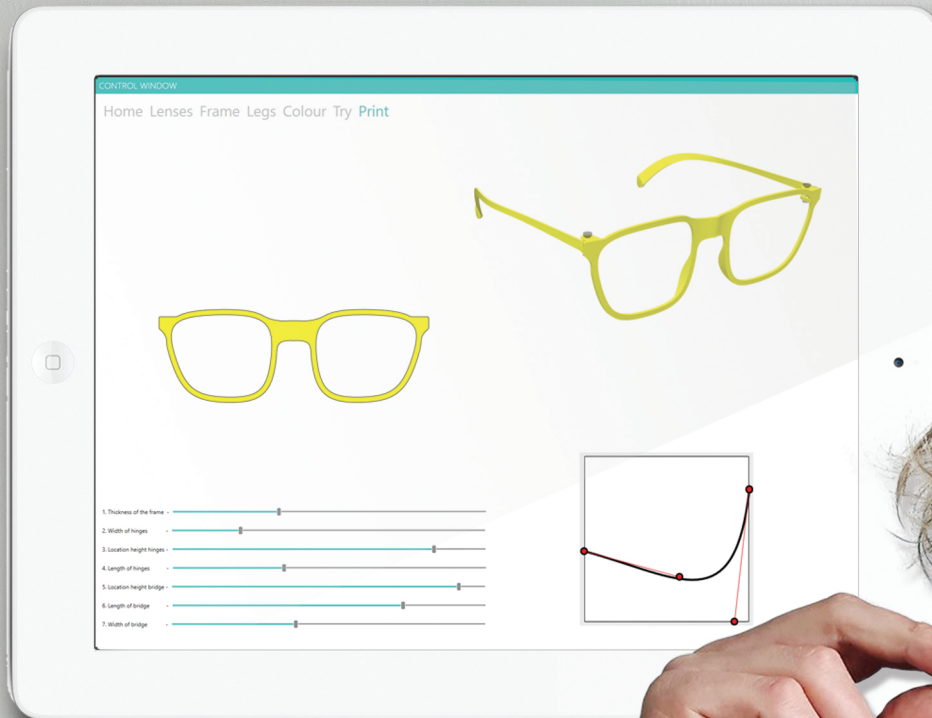 CONTROL WINDOW
Home Lenses Frame Legs Colour Try Print
1. Thickness of the frame -
2. Width of hinges -
3. Location height hinges -
4. Length of hinges -
5. Location height bridge -
6. Length of bridge -
7. Width of bridge -